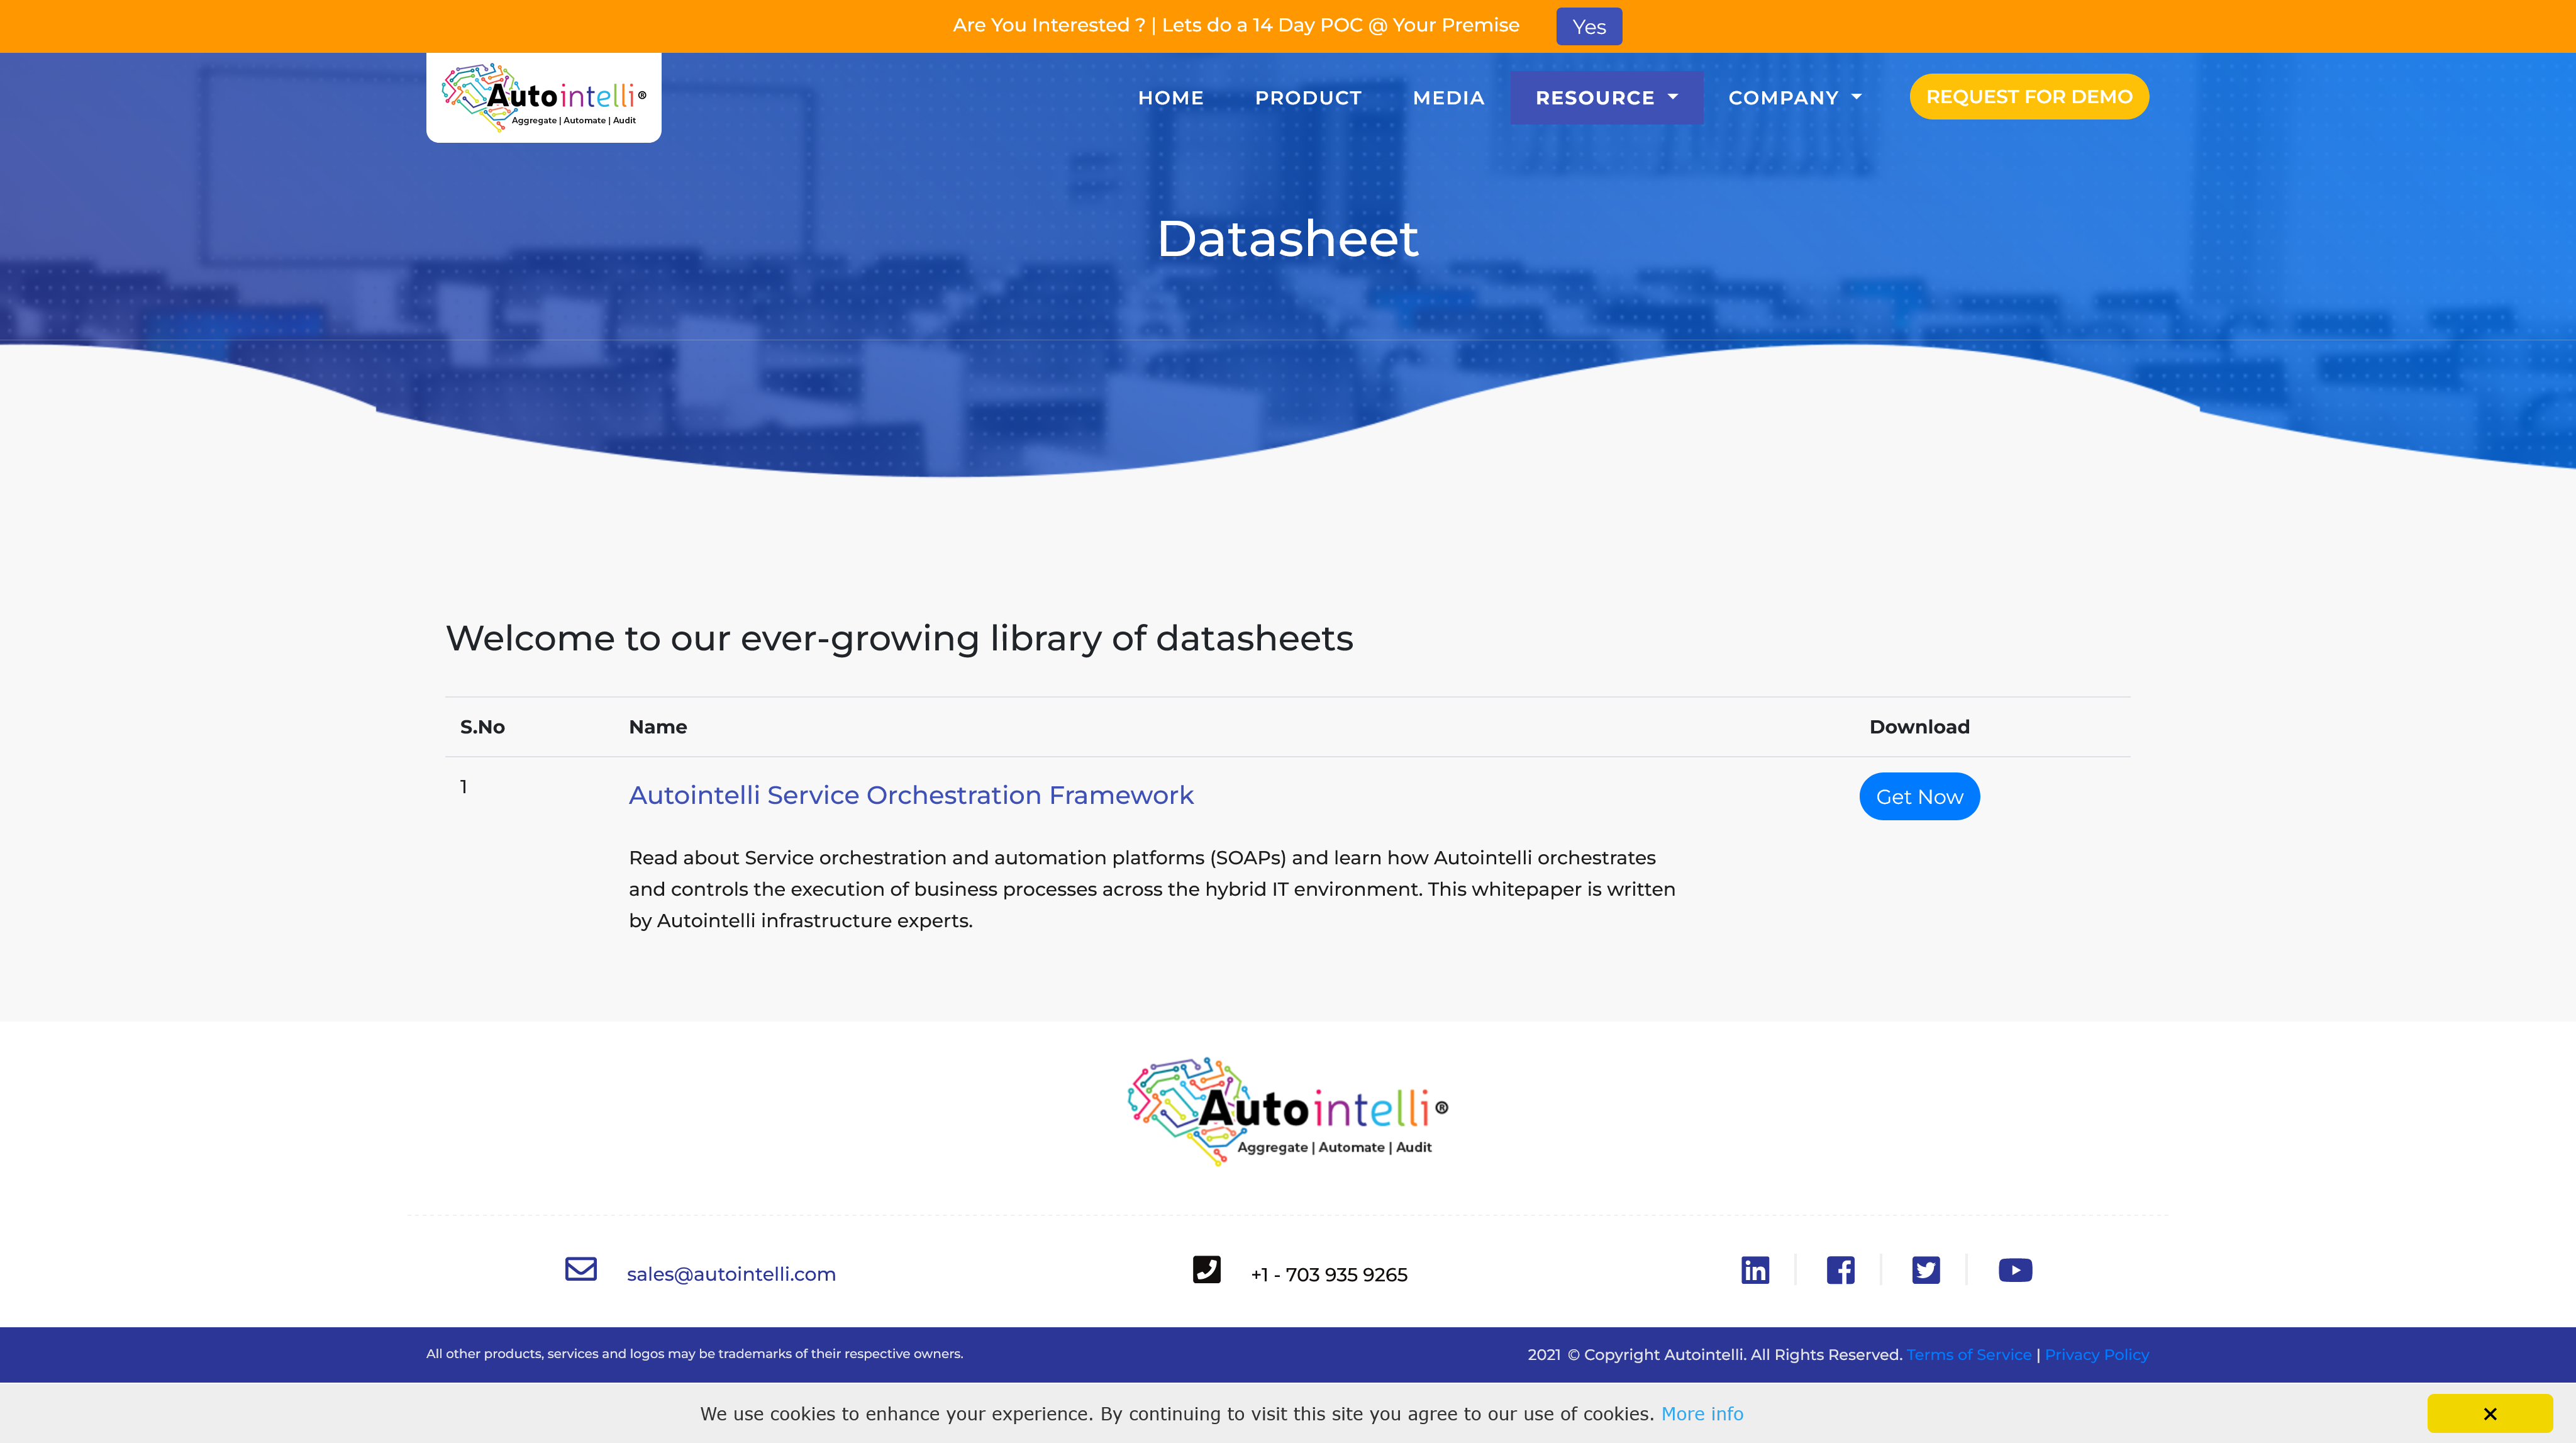 Are You Interested ? | Lets do a 14 Day POC @ Your Premise
Yes
Autointelli®
Aggregate | Automate | Audit
HOME
PRODUCT
MEDIA
RESOURCE
COMPANY
REQUEST FOR DEMO
Datasheet
Welcome to our ever-growing library of datasheets
S.No
Name
Download
1
Autointelli Service Orchestration Framework
Get Now
Read about Service orchestration and automation platforms (SOAPs) and learn how Autointelli orchestrates
and controls the execution of business processes across the hybrid IT environment. This whitepaper is written
by Autointelli infrastructure experts.
Autointelli®
Aggregate | Automate | Audit
sales@autointelli.com
+1 - 703 935 9265
All other products, services and logos may be trademarks of their respective owners.
2021 © Copyright Autointelli. All Rights Reserved. Terms of Service | Privacy Policy
We use cookies to enhance your experience. By continuing to visit this site you agree to our use of cookies. More info